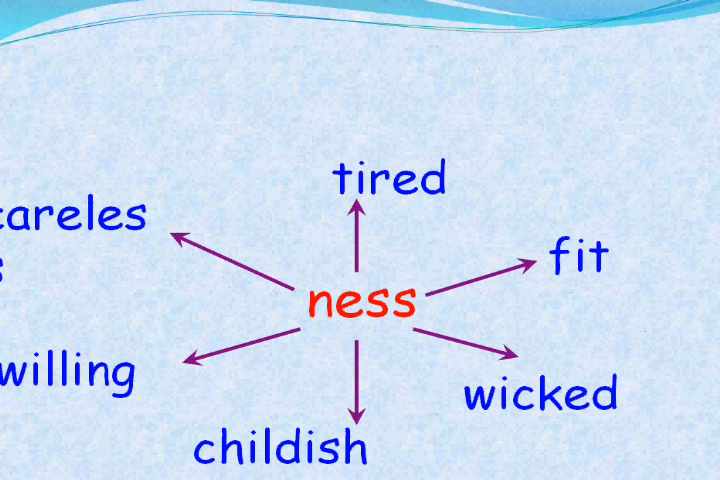 tired
careles
s
fit
ness
willing
wicked
childish